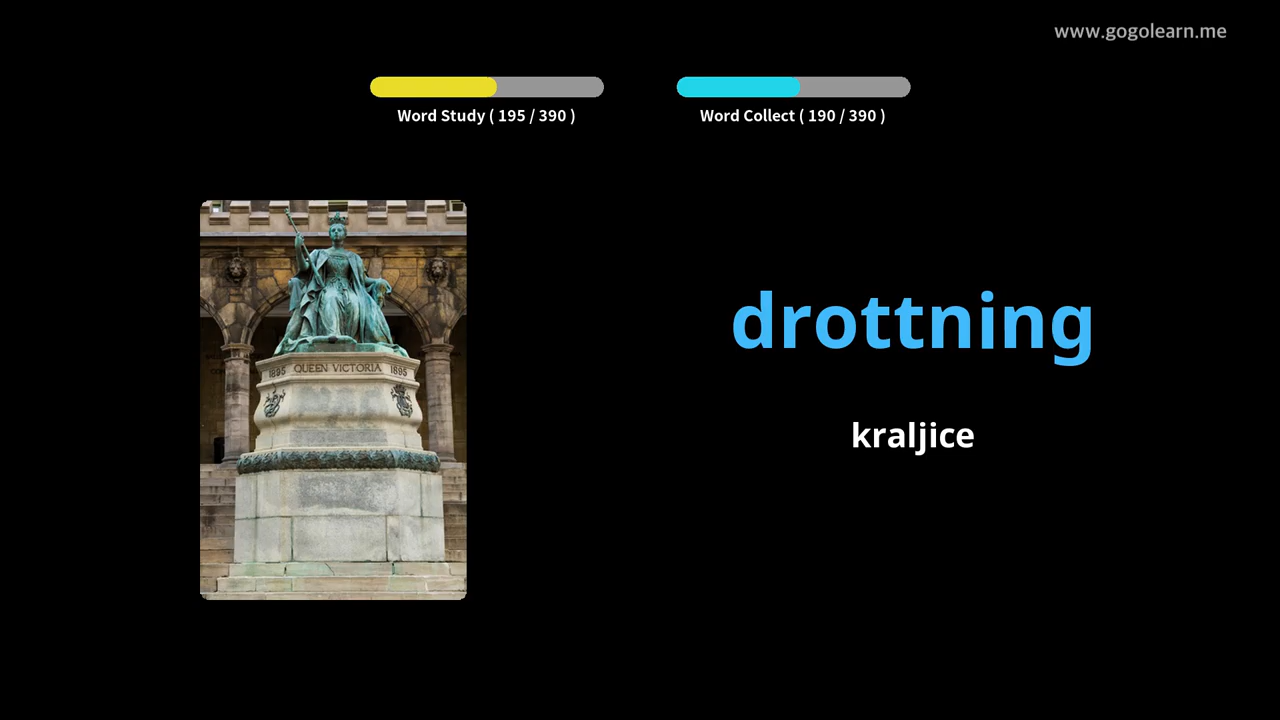 www.gogolearn.me
Word Study ( 195 / 390 )
Word Collect ( 190 / 390 )
1895 QUEEN VICTORIA 1895
drottning
kraljice